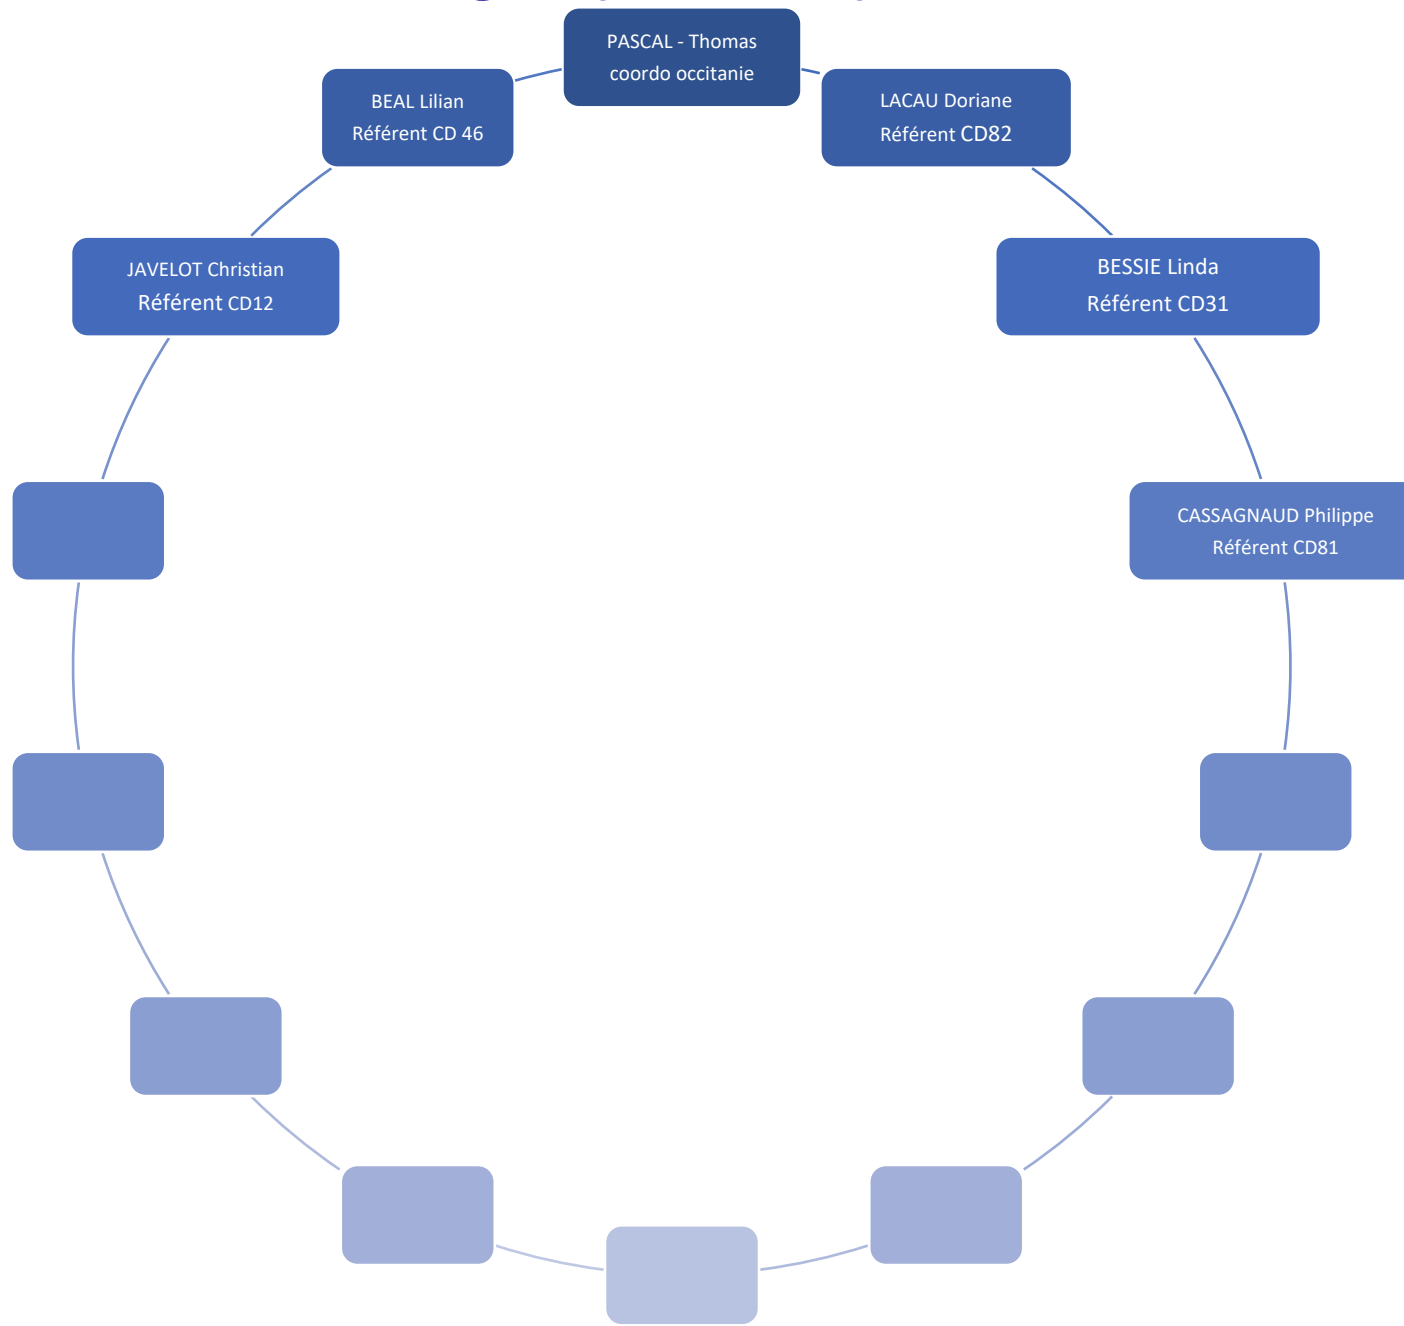 PASCAL - Thomas
coordo occitanie
BEAL Lilian
Référent CD 46
LACAU Doriane
Référent CD82
JAVELOT Christian
Référent CD12
BESSIE Linda
Référent CD31
CASSAGNAUD Philippe
Référent CD81